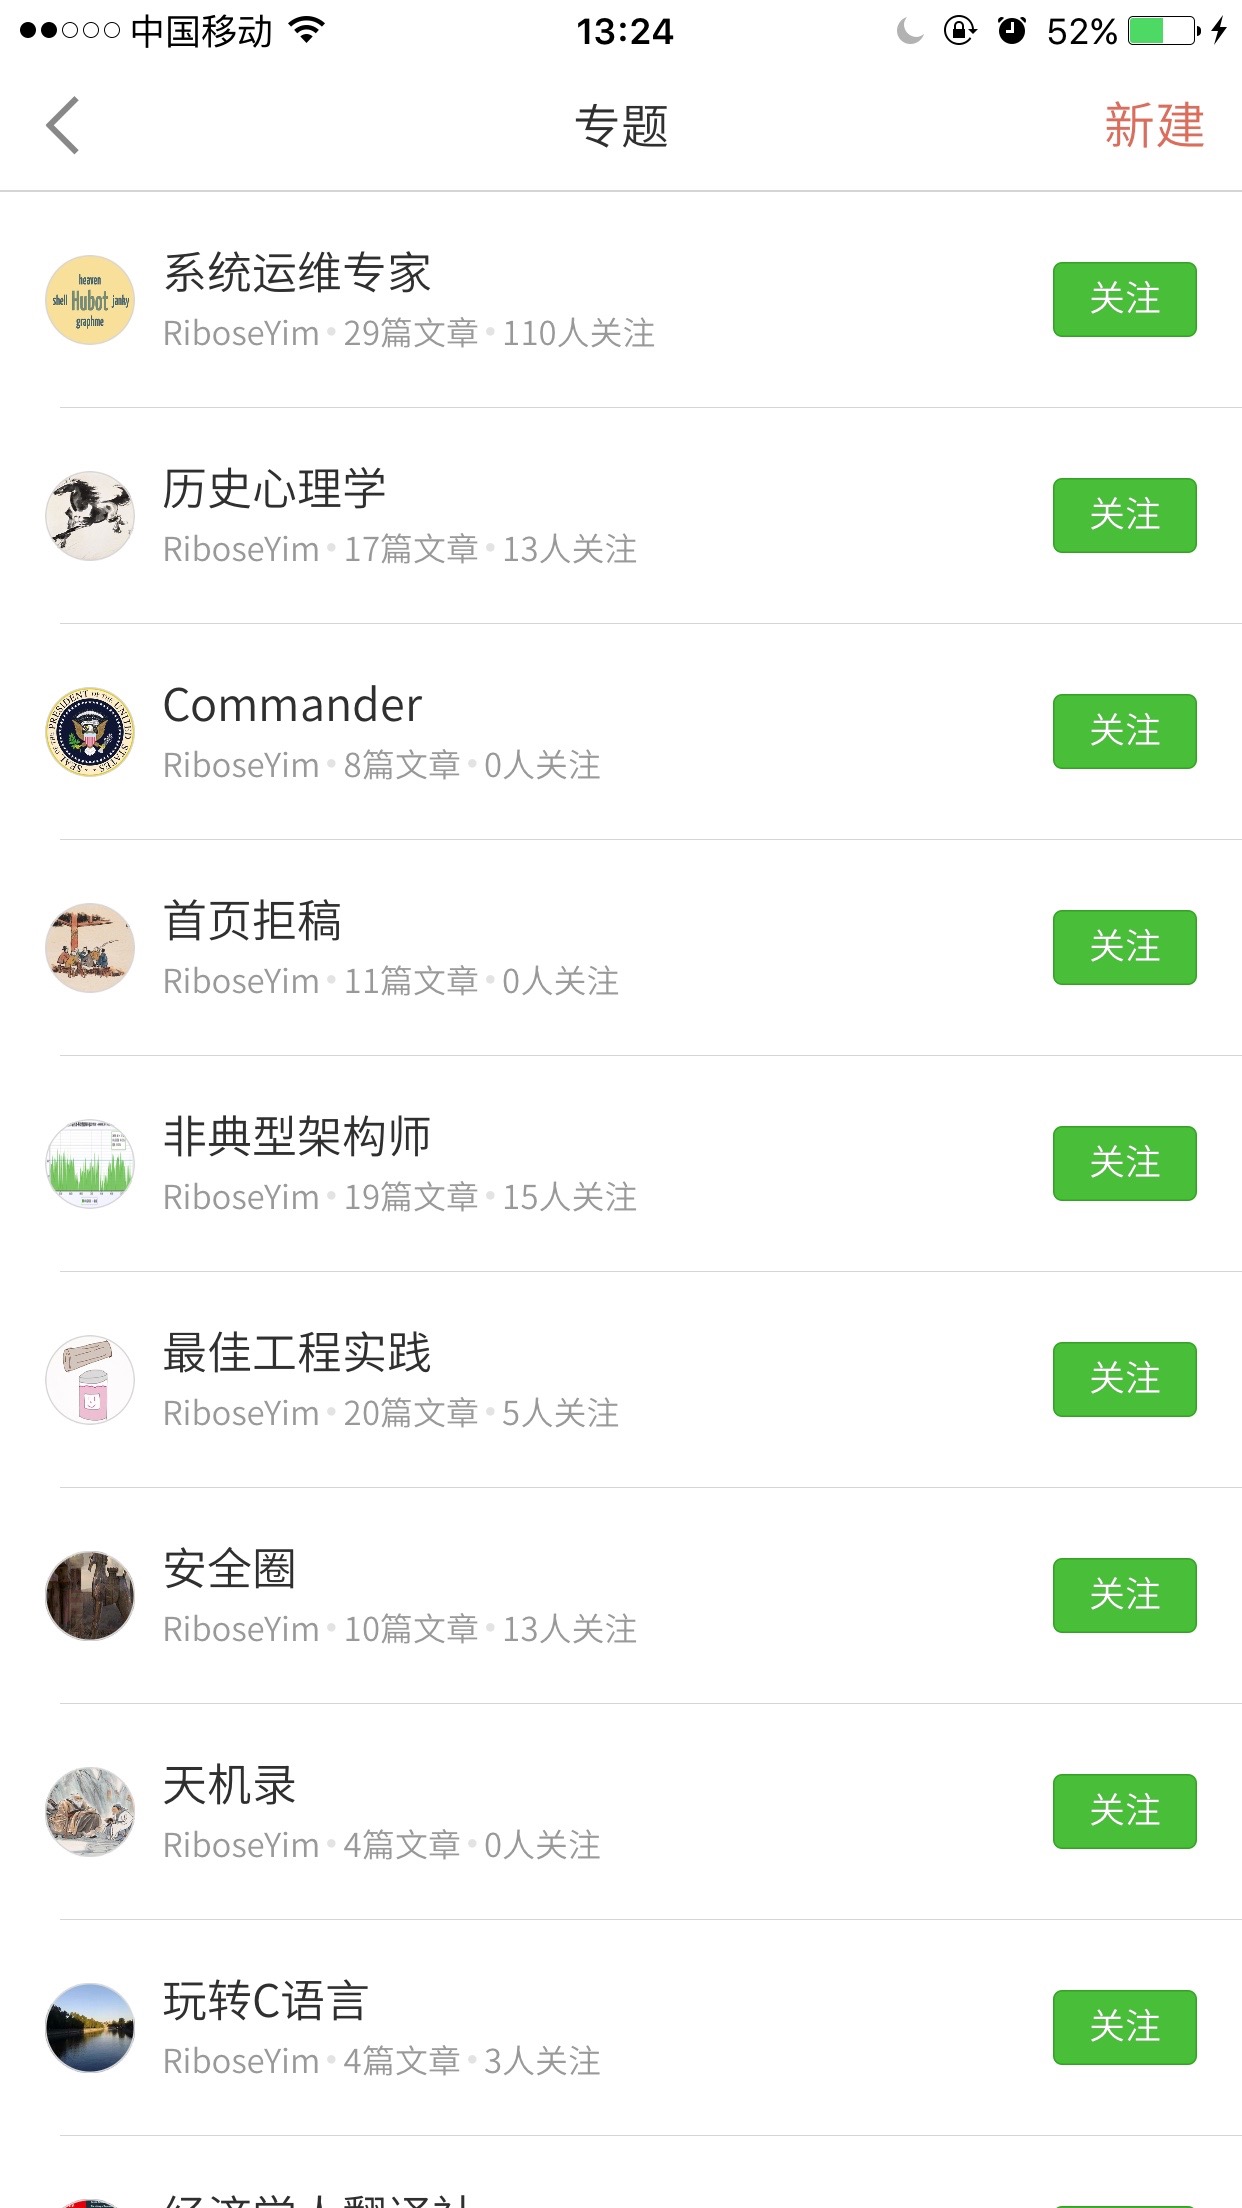 中国移动 13:24 52%
专题 新建
heaven
shell Hubot janky
graphme
系统运维专家
RiboseYim • 29篇文章 • 110人关注
关注
历史心理学
RiboseYim • 17篇文章 • 13人关注
关注
SEAL OF THE PRESIDENT OF THE UNITED STATES
Commander
RiboseYim • 8篇文章 • 0人关注
关注
首页拒稿
RiboseYim • 11篇文章 • 0人关注
关注
非典型架构师
RiboseYim • 19篇文章 • 15人关注
关注
最佳工程实践
RiboseYim • 20篇文章 • 5人关注
关注
安全圈
RiboseYim • 10篇文章 • 13人关注
关注
天机录
RiboseYim • 4篇文章 • 0人关注
关注
玩转C语言
RiboseYim • 4篇文章 • 3人关注
关注
经济学人翻译社